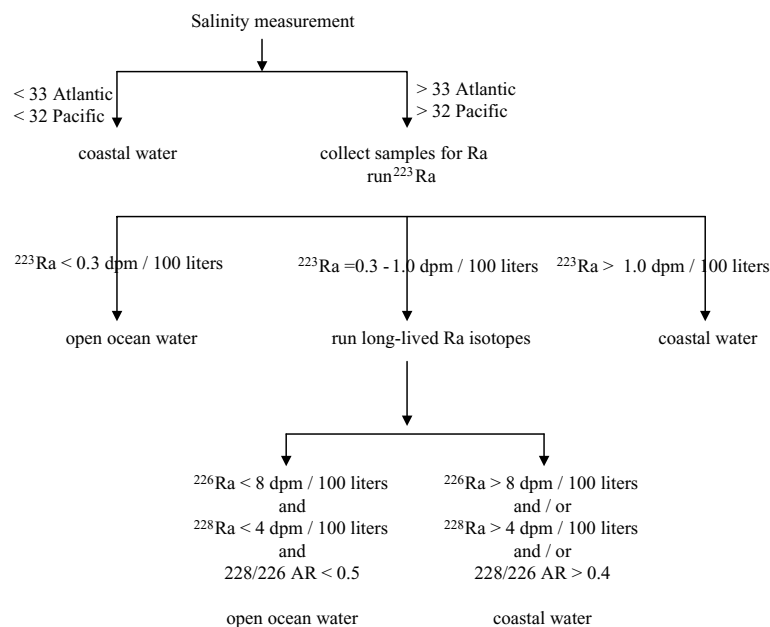 Salinity measurement
< 33 Atlantic
< 32 Pacific
> 33 Atlantic
> 32 Pacific
coastal water
collect samples for Ra
run²²³Ra
²²³Ra < 0.3 dpm / 100 liters
²²³Ra =0.3 - 1.0 dpm / 100 liters
²²³Ra > 1.0 dpm / 100 liters
open ocean water
run long-lived Ra isotopes
coastal water
²²⁶Ra < 8 dpm / 100 liters
and
²²⁸Ra < 4 dpm / 100 liters
and
228/226 AR < 0.5
open ocean water
²²⁶Ra > 8 dpm / 100 liters
and / or
²²⁸Ra > 4 dpm / 100 liters
and / or
228/226 AR > 0.4
coastal water